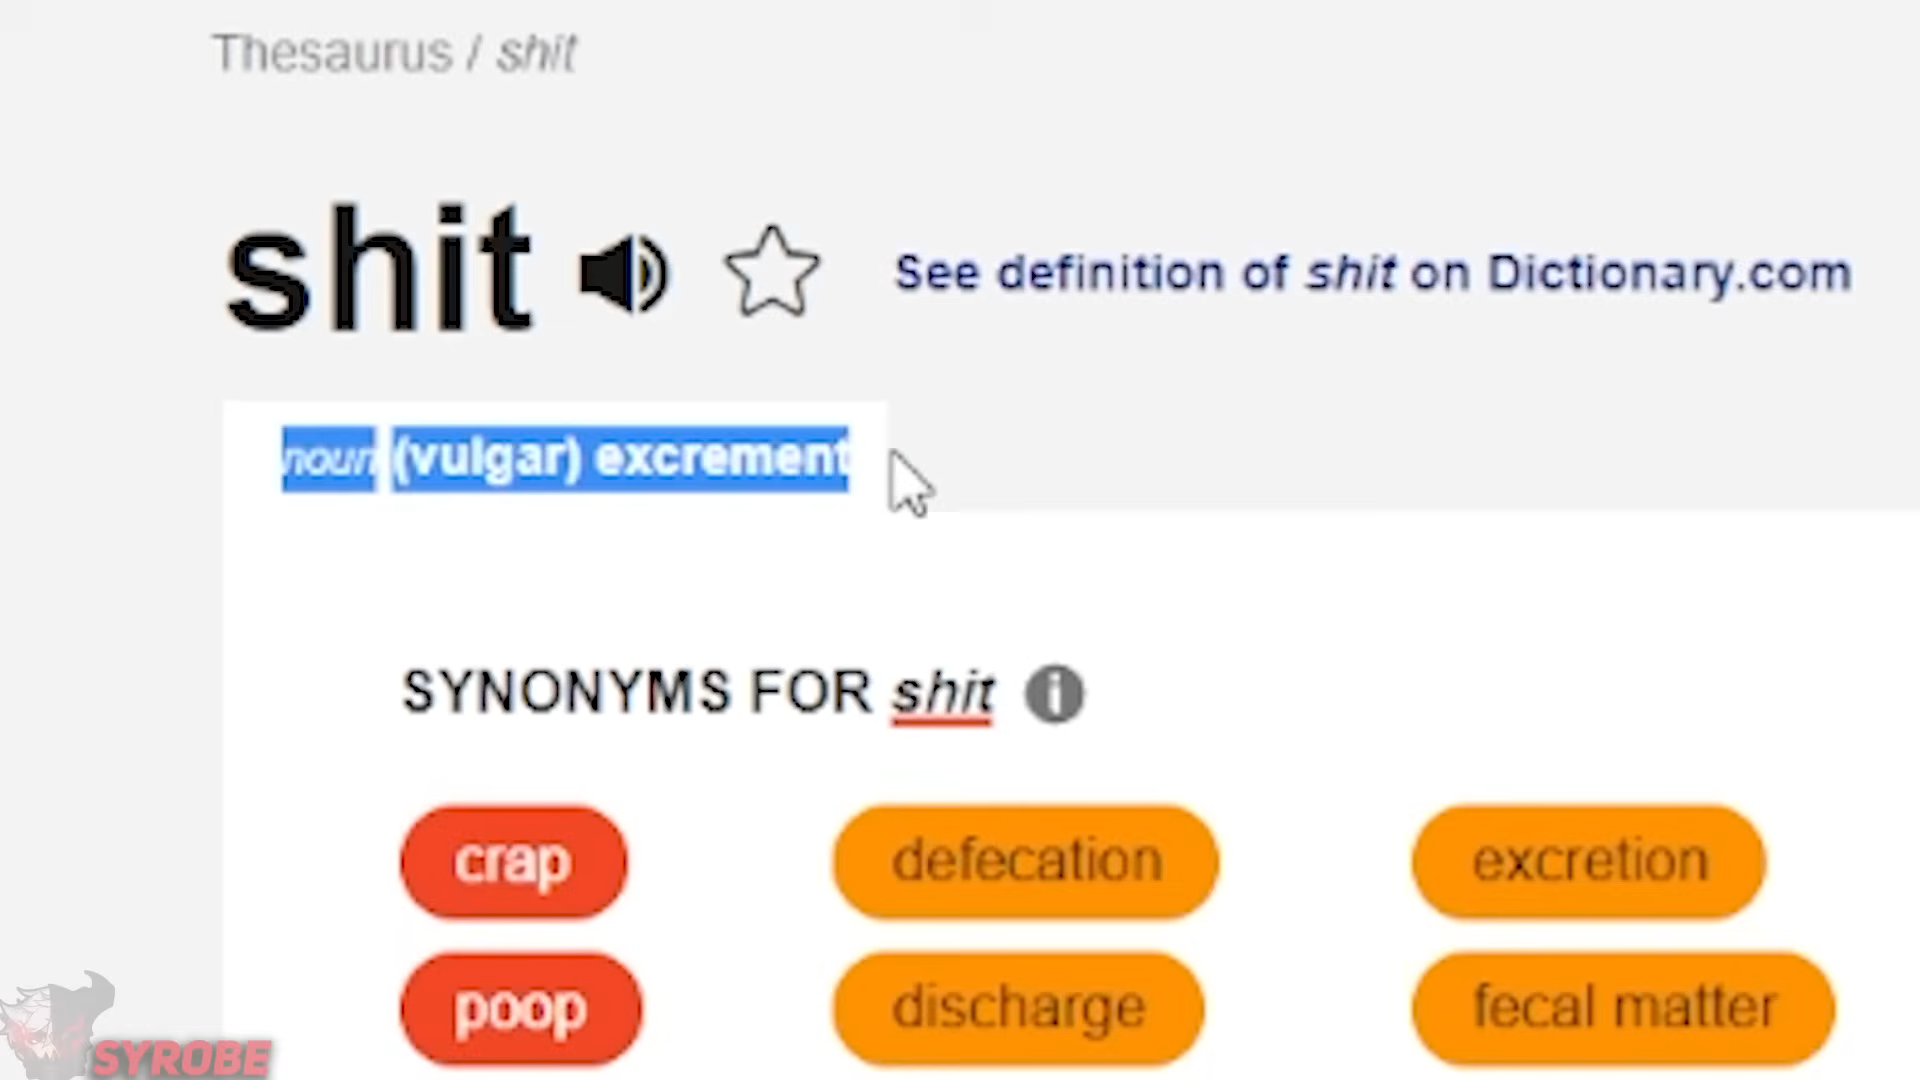 Thesaurus / shit
shit See definition of shit on Dictionary.com
noun (vulgar) excrement
SYNONYMS FOR shit i
crap defecation excretion
poop discharge fecal matter
SYROBE